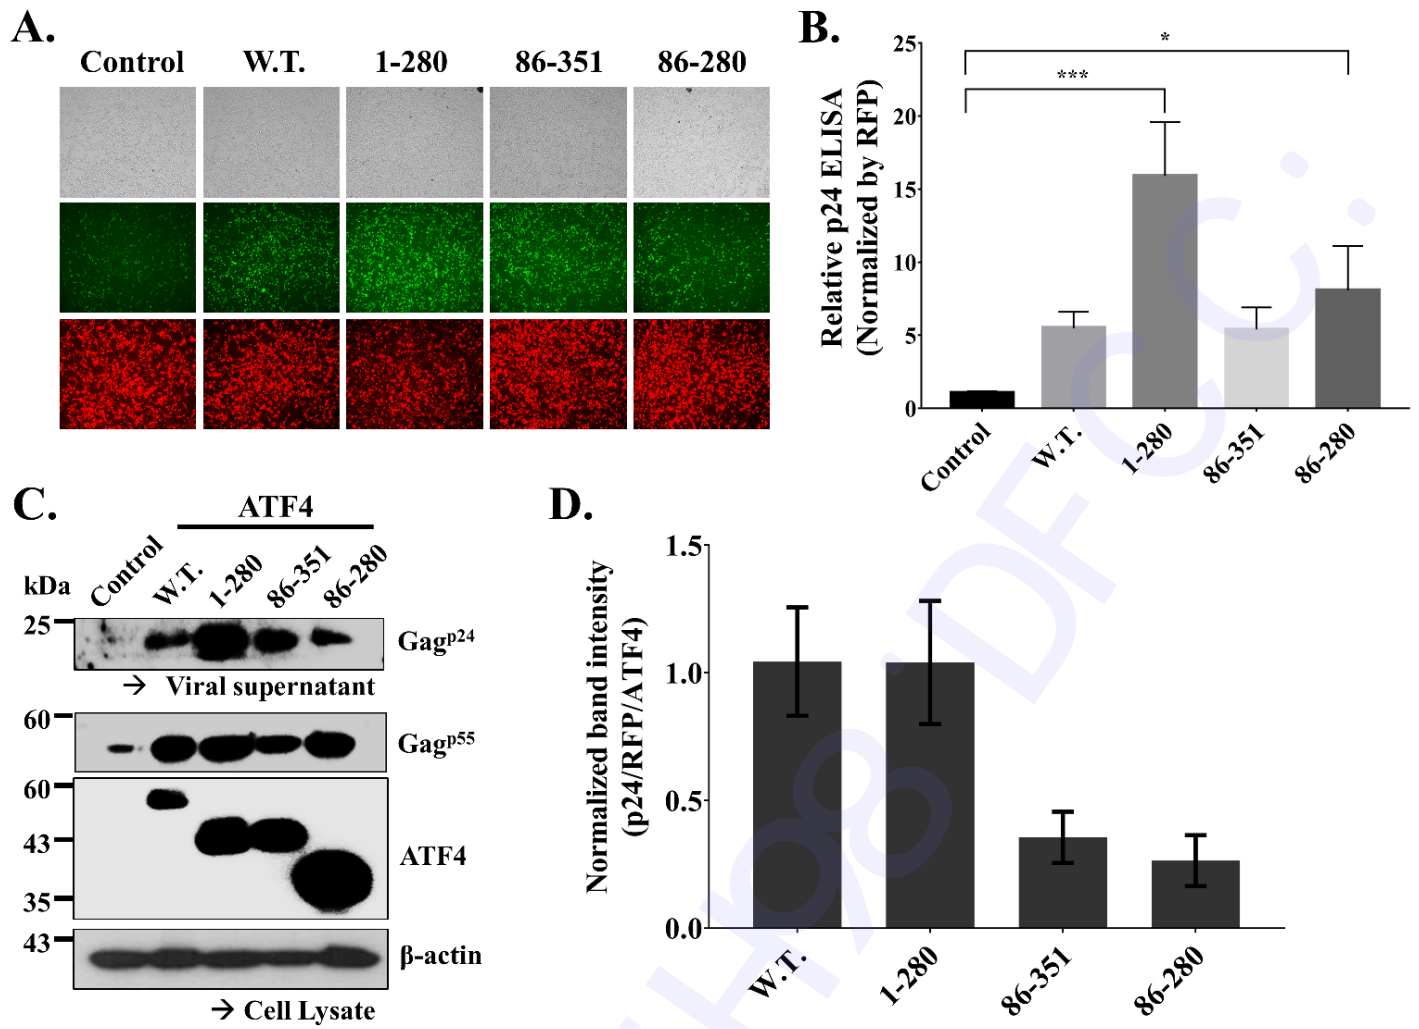 A.
Control W.T. 1-280 86-351 86-280
B.
Relative p24 ELISA
(Normalized by RFP)
25
20
15
10
5
0
***
*
Control W.T. 1-280 86-351 86-280
C.
ATF4
kDa Control W.T. 1-280 86-351 86-280
25 Gagp24
→ Viral supernatant
60 Gagp55
60
43 ATF4
35
43 β-actin
→ Cell Lysate
D.
Normalized band intensity
(p24/RFP/ATF4)
1.5
1.0
0.5
0.0
W.T. 1-280 86-351 86-280